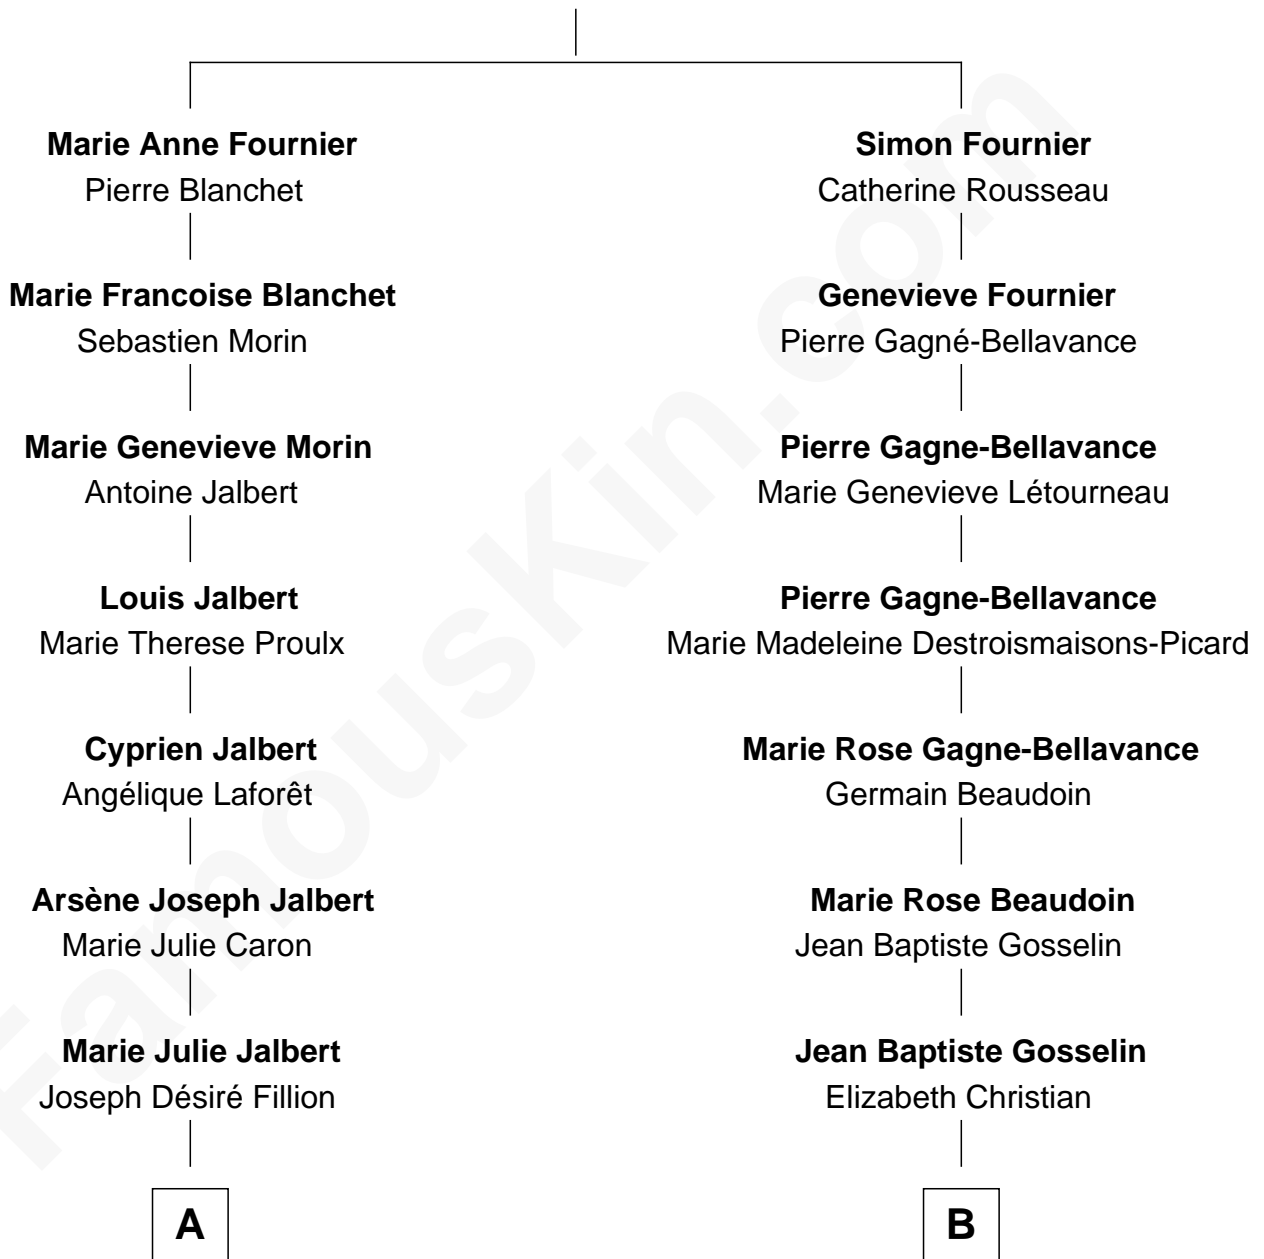 Marie Anne Fournier
Pierre Blanchet
Marie Francoise Blanchet
Sebastien Morin
Marie Genevieve Morin
Antoine Jalbert
Louis Jalbert
Marie Therese Proulx
Cyprien Jalbert
Angélique Laforêt
Arsène Joseph Jalbert
Marie Julie Caron
Marie Julie Jalbert
Joseph Désiré Fillion
A
Simon Fournier
Catherine Rousseau
Genevieve Fournier
Pierre Gagné-Bellavance
Pierre Gagne-Bellavance
Marie Genevieve Létourneau
Pierre Gagne-Bellavance
Marie Madeleine Destroismaisons-Picard
Marie Rose Gagne-Bellavance
Germain Beaudoin
Marie Rose Beaudoin
Jean Baptiste Gosselin
Jean Baptiste Gosselin
Elizabeth Christian
B
FamousKin.com